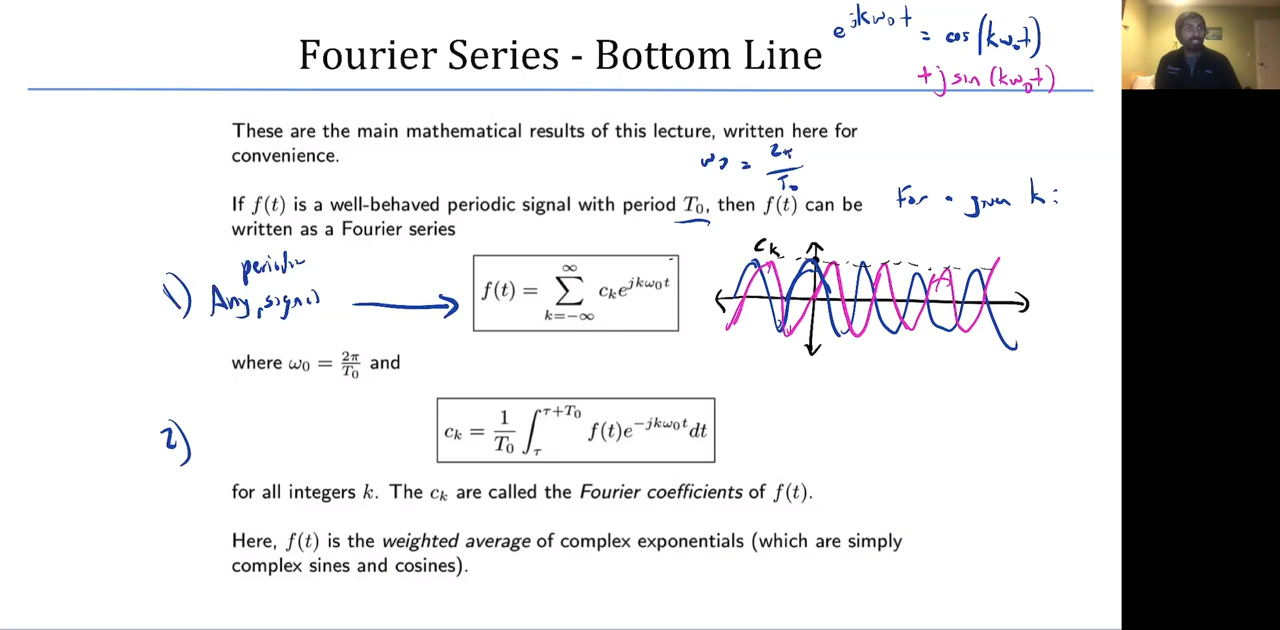 e^{jkω₀t} = cos(kω₀t)
+ j sin(kω₀t)
Fourier Series - Bottom Line
These are the main mathematical results of this lecture, written here for
convenience.
ω₀ = 2π/T₀
If f(t) is a well-behaved periodic signal with period T₀, then f(t) can be
written as a Fourier series
For a given k:
periodic
1) Any signal
f(t) = ∑_{k=-∞}^{∞} c_k e^{jkω₀t}
C_k
where ω₀ = 2π/T₀ and
2)
c_k = 1/T₀ ∫_τ^{τ+T₀} f(t)e^{-jkω₀t} dt
for all integers k. The c_k are called the Fourier coefficients of f(t).
Here, f(t) is the weighted average of complex exponentials (which are simply
complex sines and cosines).